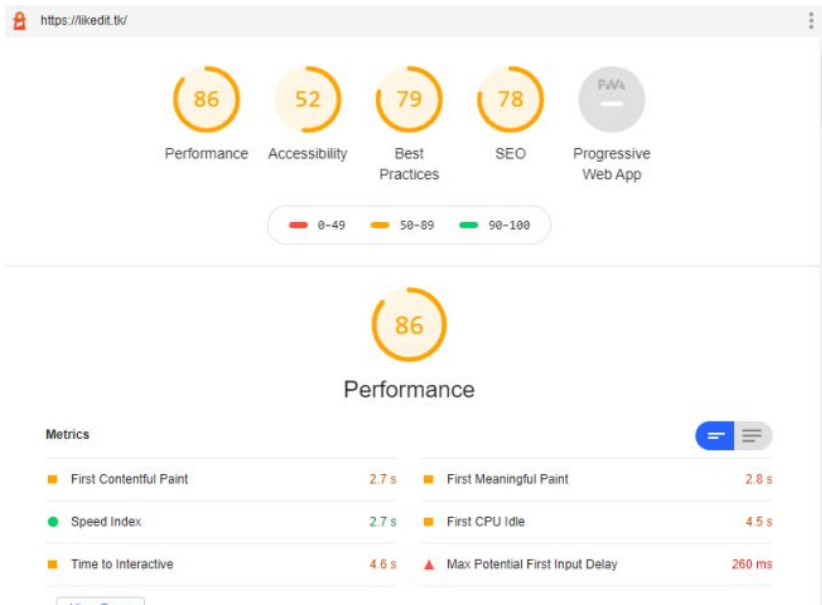 https://likedit.tk/
86 52 79 78 PWA
Performance Accessibility Best Practices SEO Progressive Web App
0-49 50-89 90-100
86
Performance
Metrics
First Contentful Paint 2.7 s First Meaningful Paint 2.8 s
Speed Index 2.7 s First CPU Idle 4.5 s
Time to Interactive 4.6 s Max Potential First Input Delay 260 ms